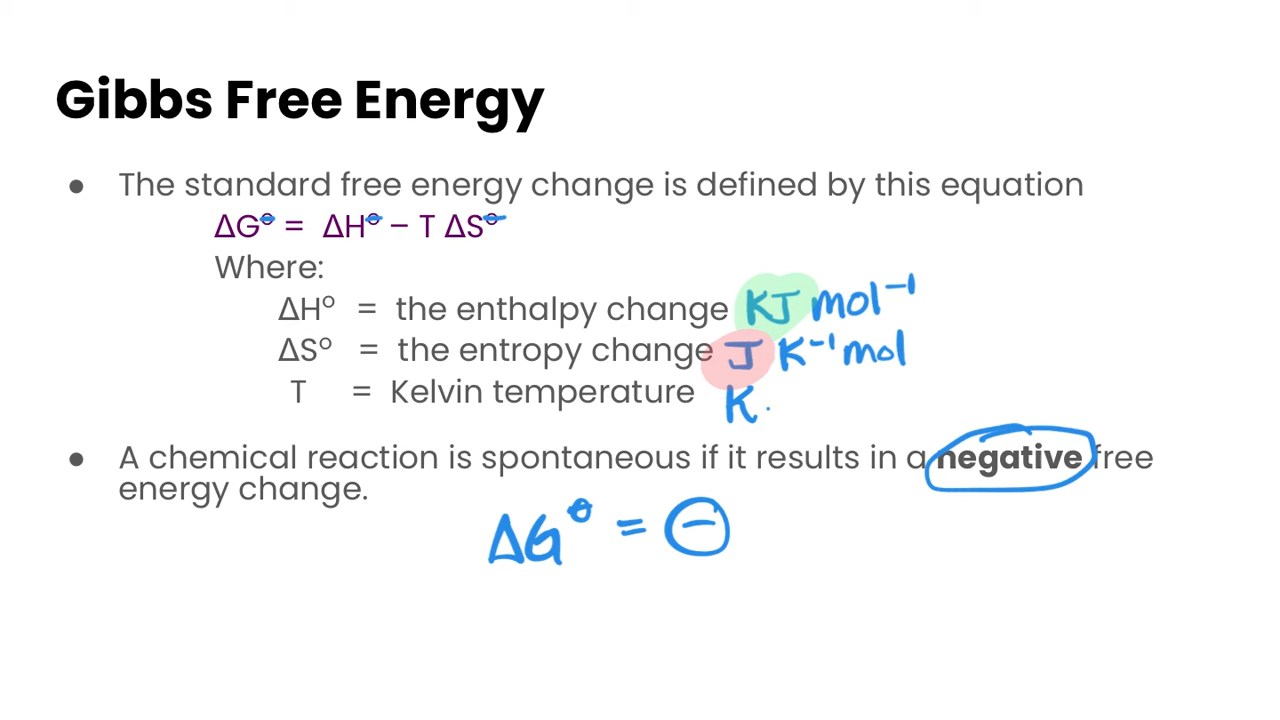 Gibbs Free Energy
● The standard free energy change is defined by this equation
ΔG° = ΔH° – T ΔS°
Where:
ΔH° = the enthalpy change KJ mol⁻¹
ΔS° = the entropy change J K⁻¹ mol
T = Kelvin temperature K.
● A chemical reaction is spontaneous if it results in a negative free
energy change.
ΔG° = ⊖